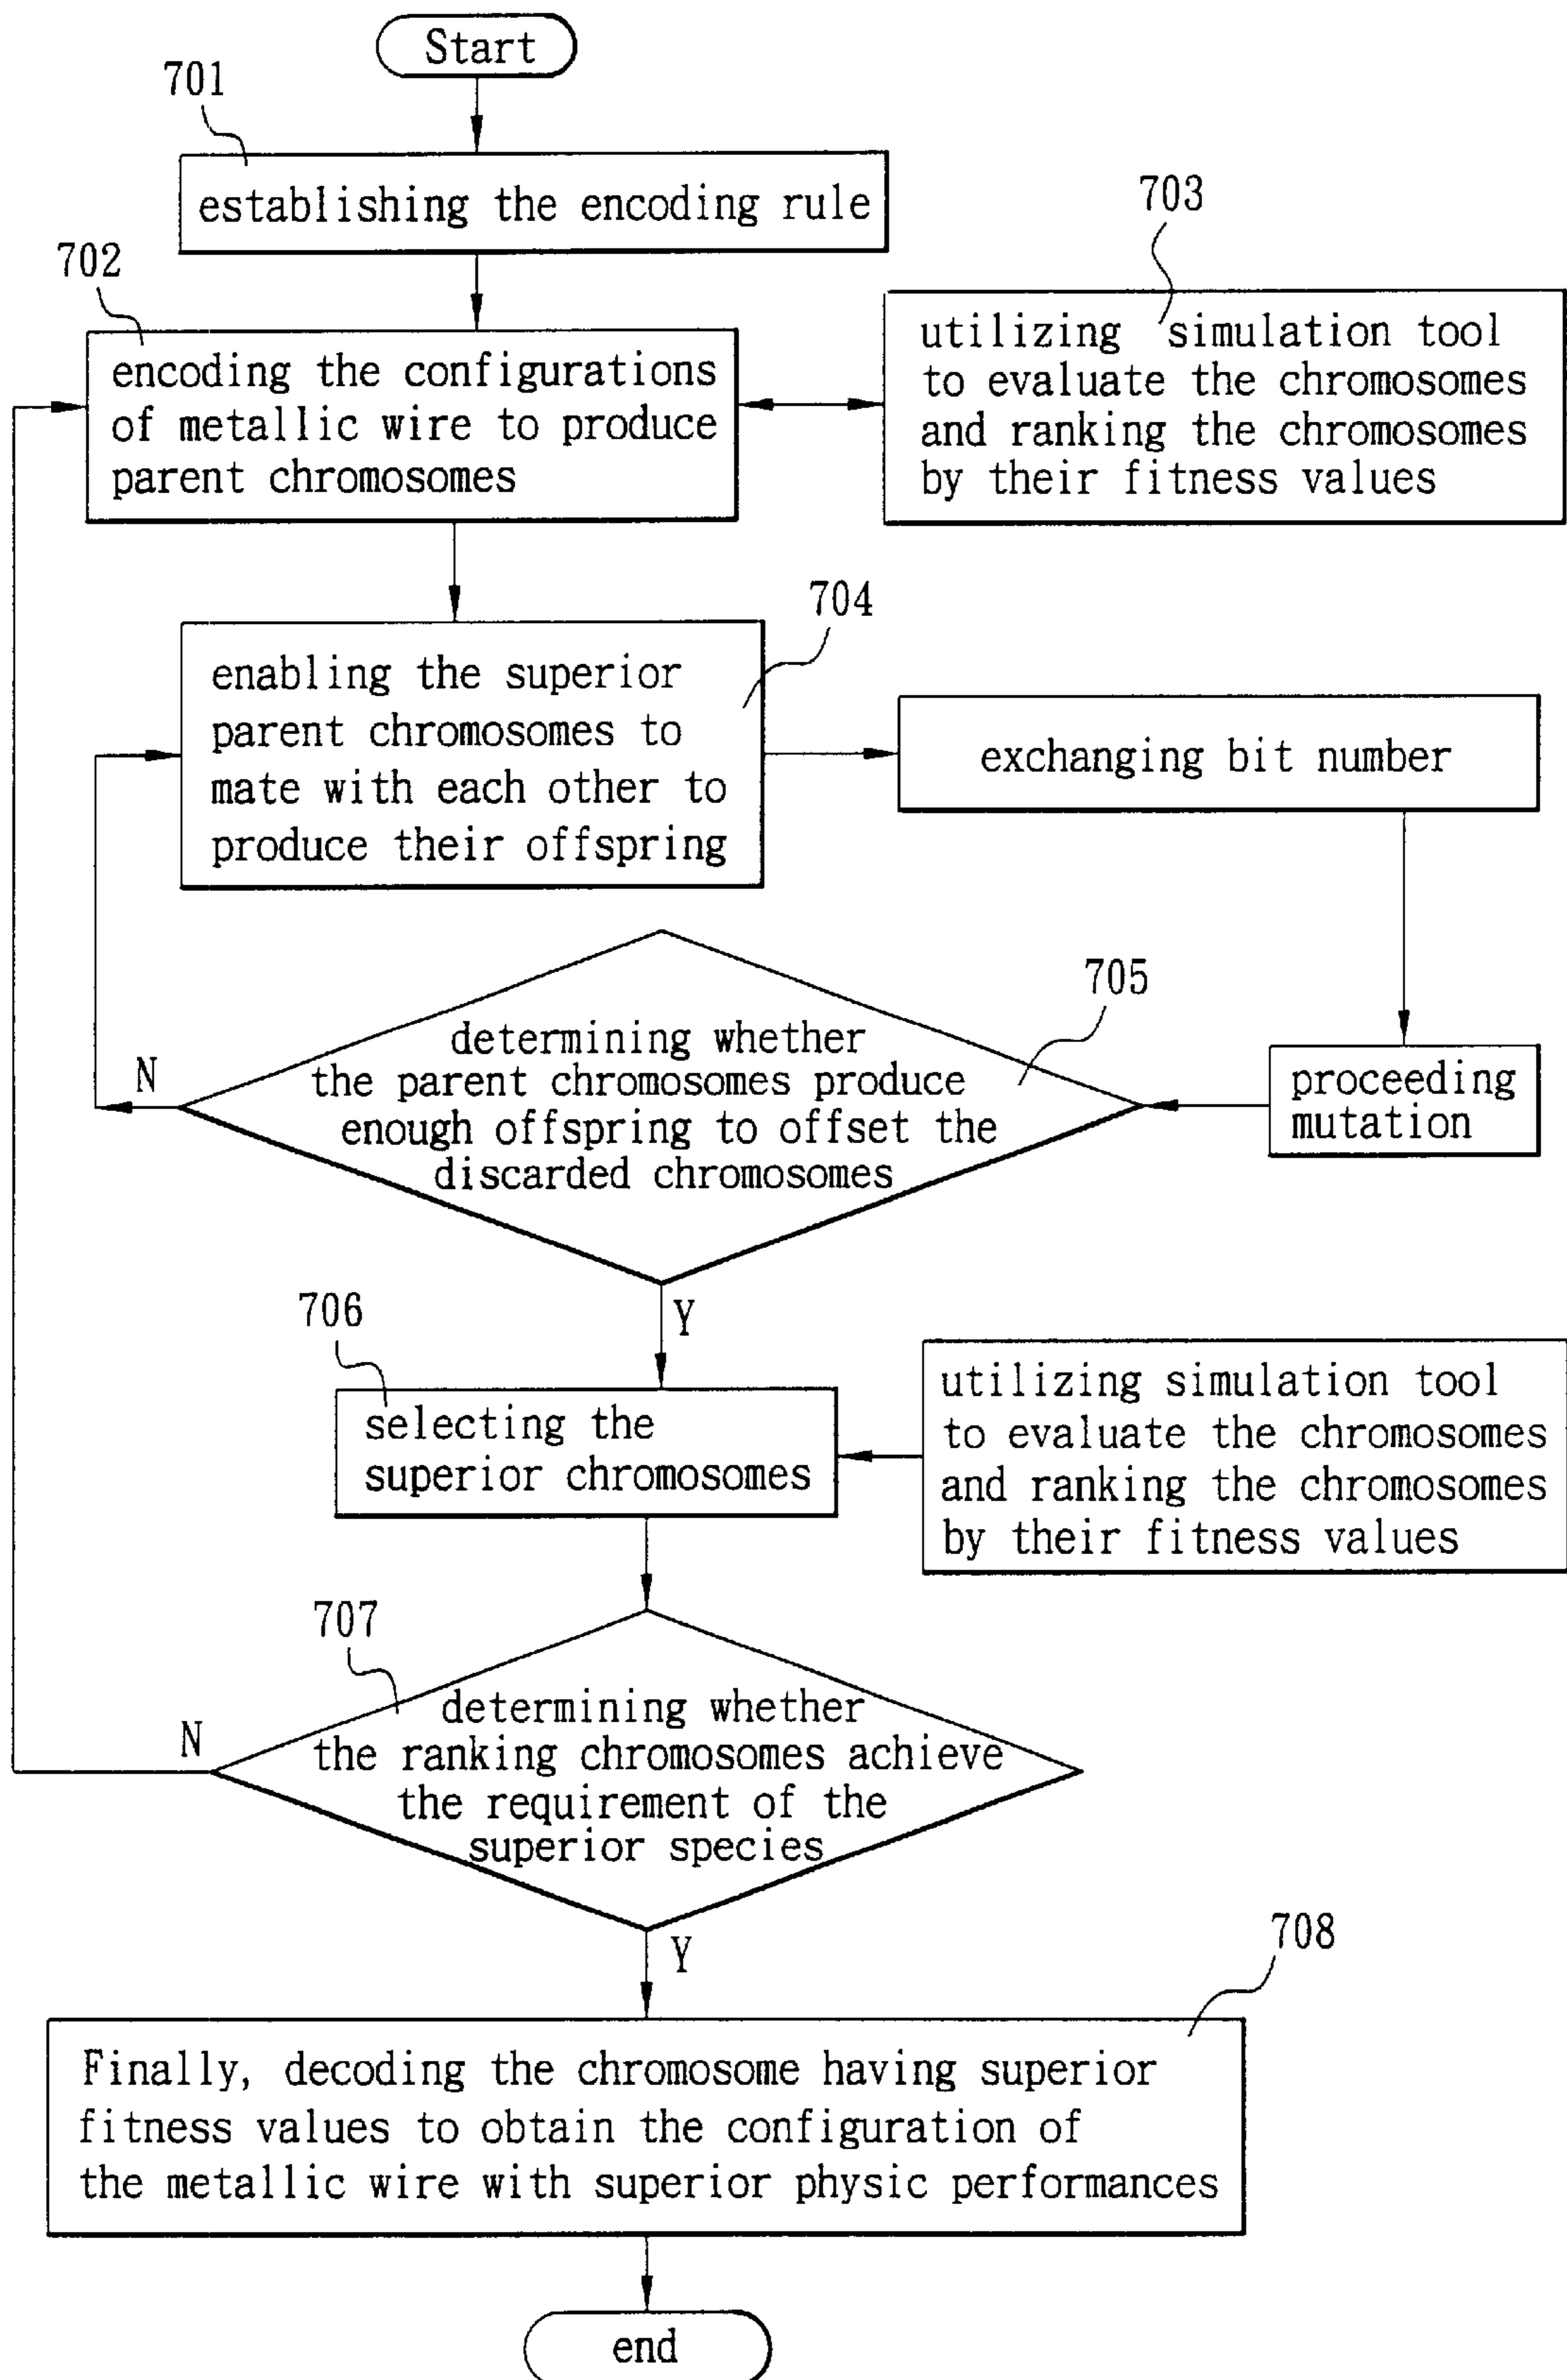 Start
701
establishing the encoding rule
702
encoding the configurations
of metallic wire to produce
parent chromosomes
703
utilizing simulation tool
to evaluate the chromosomes
and ranking the chromosomes
by their fitness values
704
enabling the superior
parent chromosomes to
mate with each other to
produce their offspring
exchanging bit number
705
determining whether
the parent chromosomes produce
enough offspring to offset the
discarded chromosomes
N
proceeding
mutation
Y
706
selecting the
superior chromosomes
utilizing simulation tool
to evaluate the chromosomes
and ranking the chromosomes
by their fitness values
707
determining whether
the ranking chromosomes achieve
the requirement of the
superior species
N
Y
708
Finally, decoding the chromosome having superior
fitness values to obtain the configuration of
the metallic wire with superior physic performances
end